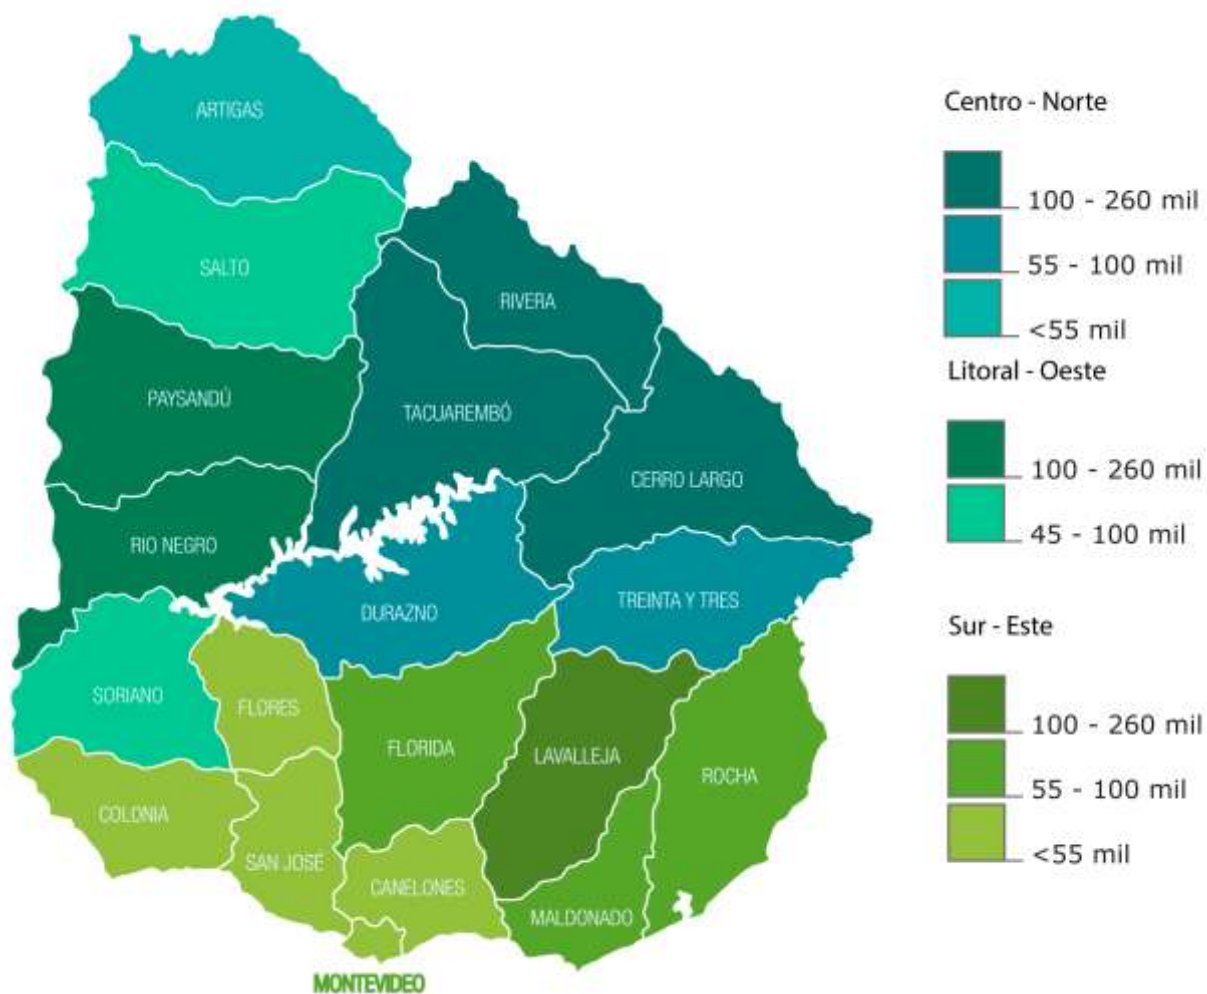 ARTIGAS
SALTO
RIVERA
PAYSANDÚ
TACUAREMBÓ
CERRO LARGO
RIO NEGRO
DURAZNO
TREINTA Y TRES
SORIANO
FLORES
FLORIDA
LAVALLEJA
ROCHA
COLONIA
SAN JOSE
CANELONES
MALDONADO
MONTEVIDEO
Centro - Norte
100 - 260 mil
55 - 100 mil
<55 mil
Litoral - Oeste
100 - 260 mil
45 - 100 mil
Sur - Este
100 - 260 mil
55 - 100 mil
<55 mil